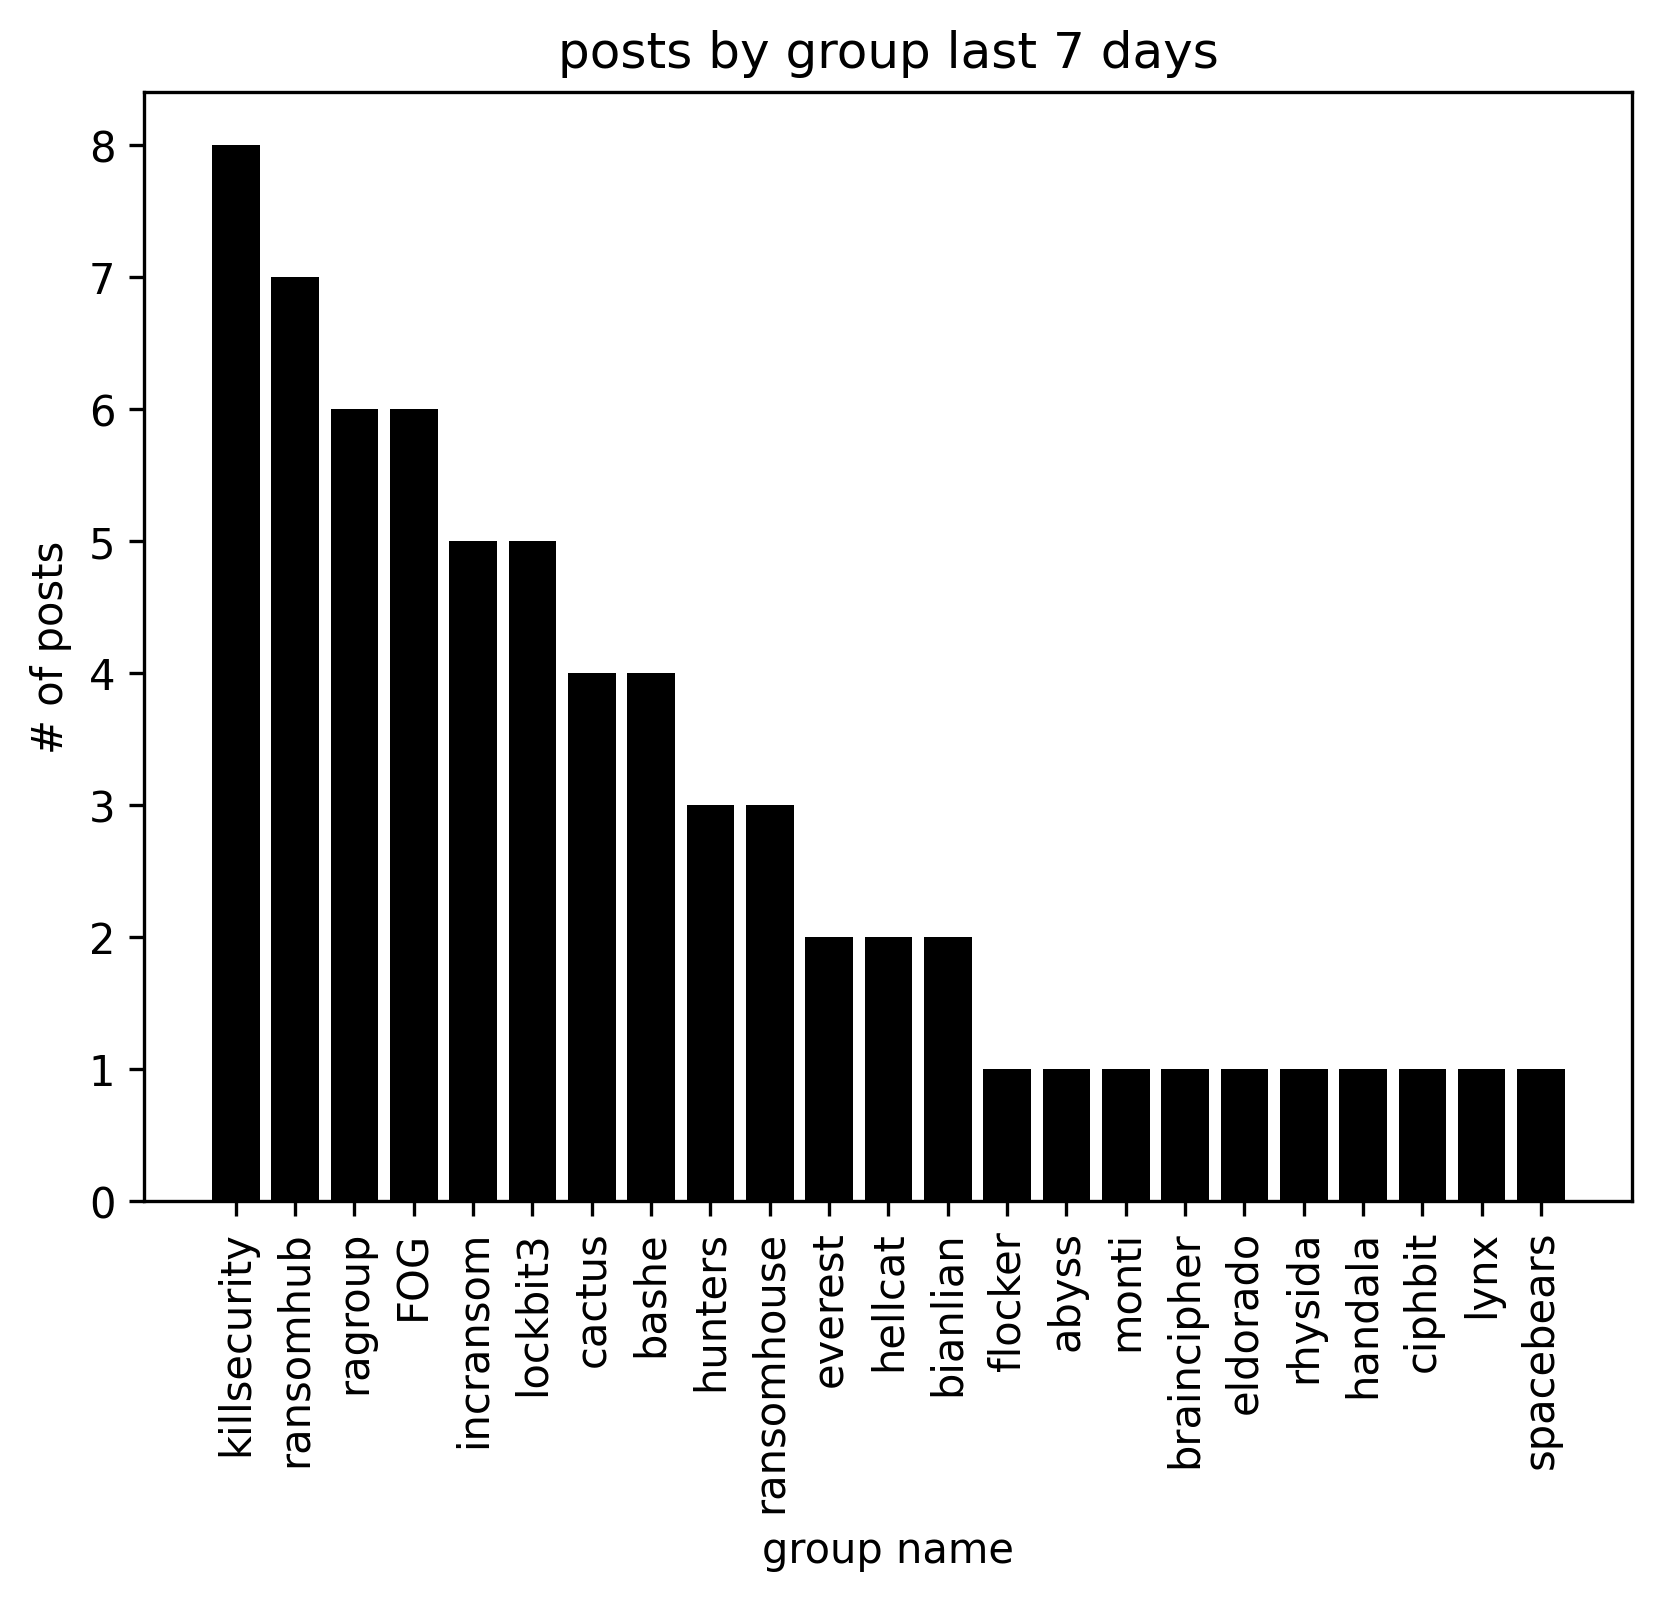 posts by group last 7 days
# of posts
8
7
6
5
4
3
2
1
0
killsecurity
ransomhub
ragroup
FOG
incransom
lockbit3
cactus
bashe
hunters
ransomhouse
everest
hellcat
bianlian
flocker
abyss
monti
braincipher
eldorado
rhysida
handala
ciphbit
lynx
spacebears
group name